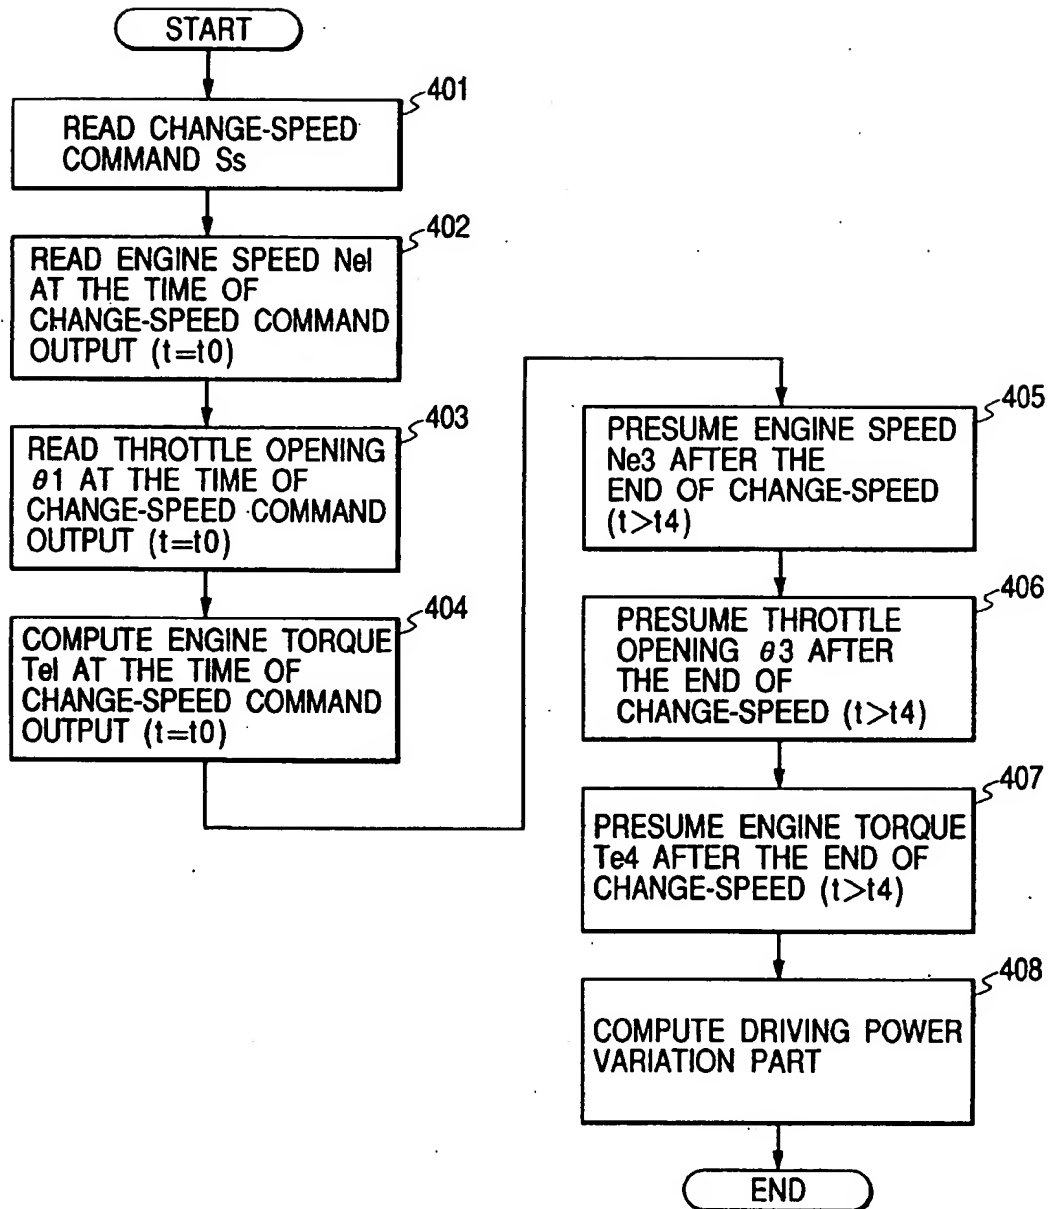 START
401
READ CHANGE-SPEED
COMMAND Ss
402
READ ENGINE SPEED Nel
AT THE TIME OF
CHANGE-SPEED COMMAND
OUTPUT (t=t0)
403
READ THROTTLE OPENING
θ1 AT THE TIME OF
CHANGE-SPEED COMMAND
OUTPUT (t=t0)
404
COMPUTE ENGINE TORQUE
Tel AT THE TIME OF
CHANGE-SPEED COMMAND
OUTPUT (t=t0)
405
PRESUME ENGINE SPEED
Ne3 AFTER THE
END OF CHANGE-SPEED
(t>t4)
406
PRESUME THROTTLE
OPENING θ3 AFTER
THE END OF
CHANGE-SPEED (t>t4)
407
PRESUME ENGINE TORQUE
Te4 AFTER THE END OF
CHANGE-SPEED (t>t4)
408
COMPUTE DRIVING POWER
VARIATION PART
END